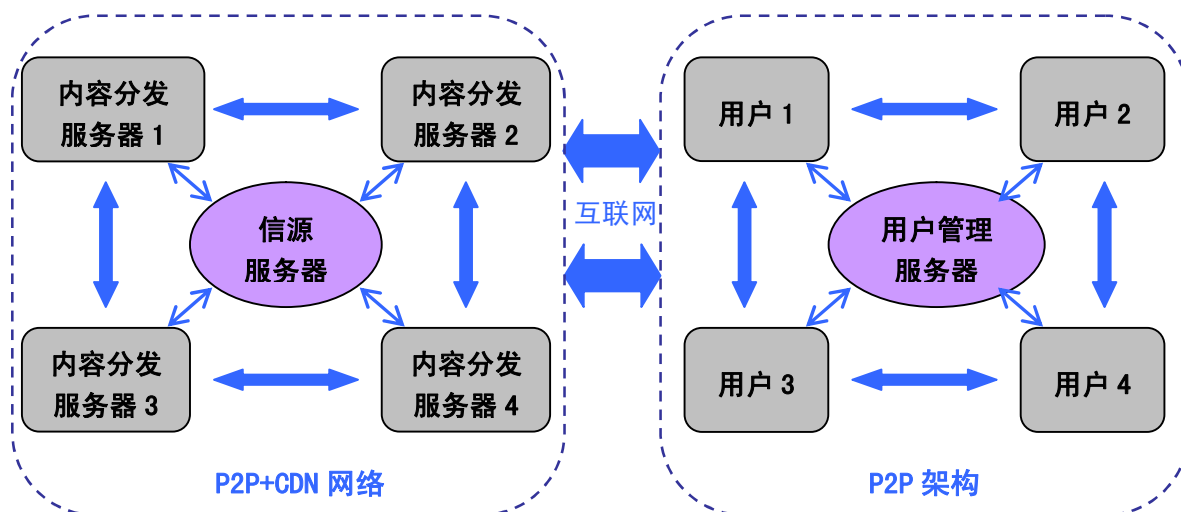 内容分发
服务器 1
内容分发
服务器 2
信源
服务器
内容分发
服务器 3
内容分发
服务器 4
P2P+CDN 网络
互联网
用户 1
用户 2
用户管理
服务器
用户 3
用户 4
P2P 架构